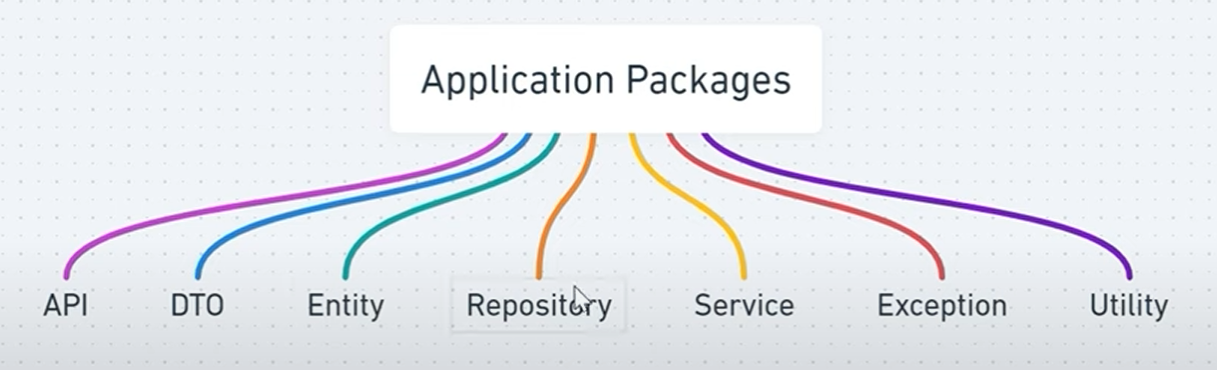 Application Packages
API
DTO
Entity
Repository
Service
Exception
Utility